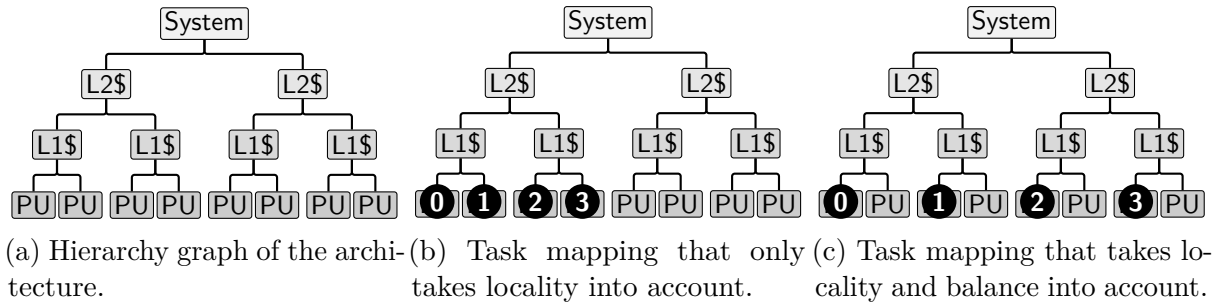 System
L2$ L2$
L1$ L1$ L1$ L1$
PU PU PU PU PU PU PU PU
(a) Hierarchy graph of the archi-
tecture.
System
L2$ L2$
L1$ L1$ L1$ L1$
0 1 2 3 PU PU PU PU
(b) Task mapping that only
takes locality into account.
System
L2$ L2$
L1$ L1$ L1$ L1$
0 PU 1 PU 2 PU 3 PU
(c) Task mapping that takes lo-
cality and balance into account.